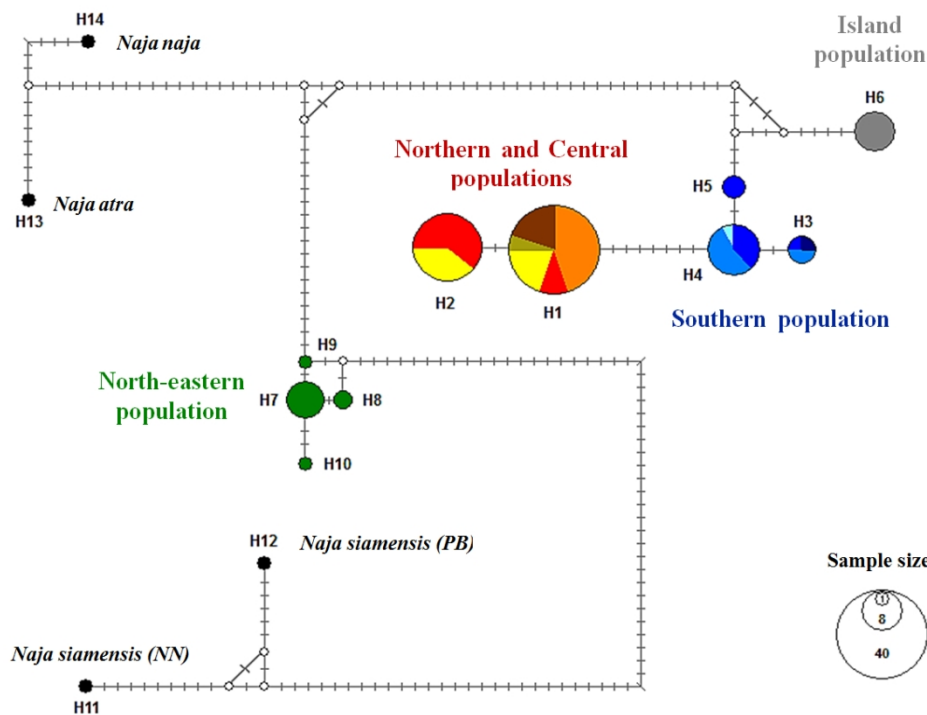 H14
Naja naja
Island
population
H6
Northern and Central
populations
H5
H13
Naja atra
H3
H4
H2
H1
Southern population
H9
North-eastern
population
H7
H8
H10
H12
Naja siamensis (PB)
Sample size
1
8
40
Naja siamensis (NN)
H11